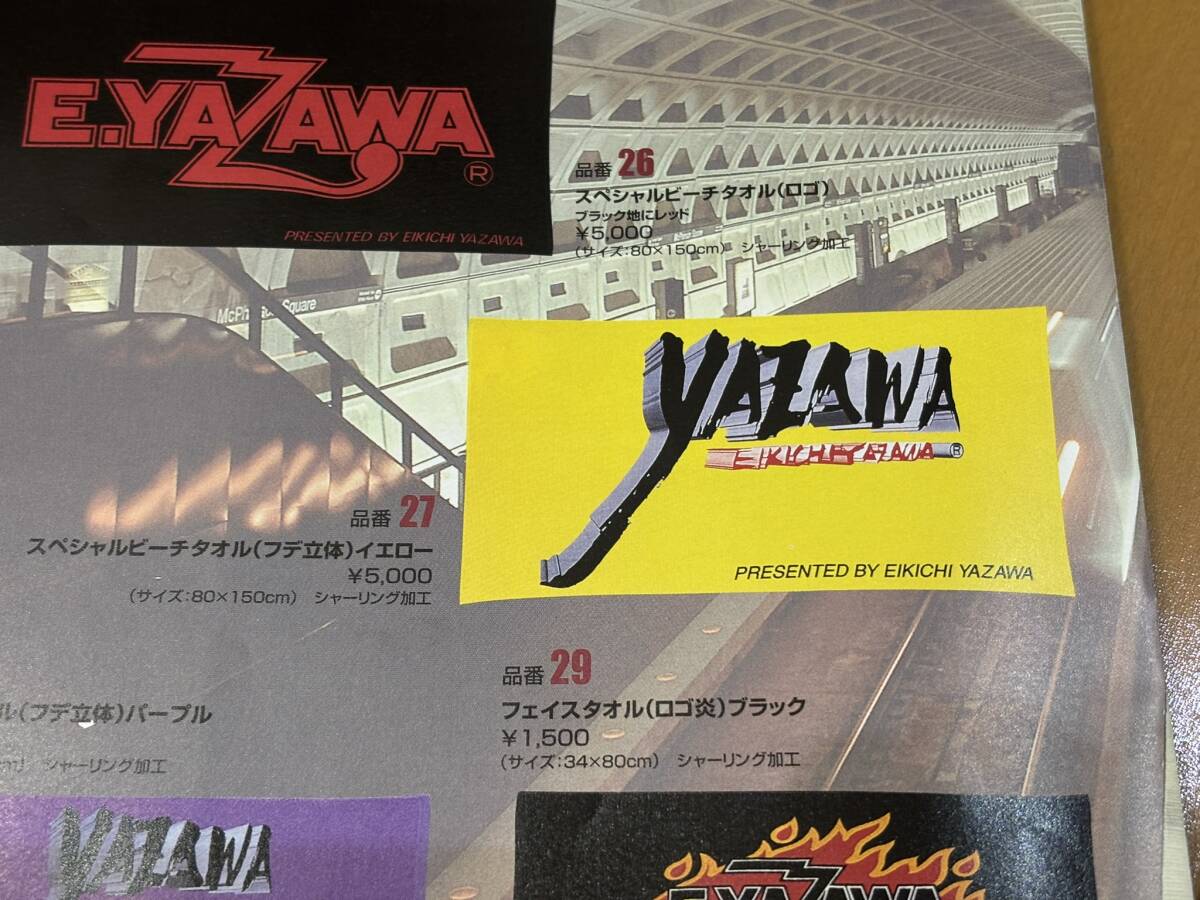 E.YAZAWA
®
PRESENTED BY EIKICHI YAZAWA
品番 26
スペシャルビーチタオル(ロゴ)
ブラック地にレッド
¥5,000
(サイズ:80×150cm) シャーリング加工
Square
YAZAWA
EIKICHI YAZAWA ®
PRESENTED BY EIKICHI YAZAWA
品番 27
スペシャルビーチタオル(フデ立体)イエロー
¥5,000
(サイズ:80×150cm) シャーリング加工
品番 29
フェイスタオル(ロゴ炎)ブラック
¥1,500
(サイズ:34×80cm) シャーリング加工
ル(フデ立体)パープル
シャーリング加工
YAZAWA
E.YAZAWA